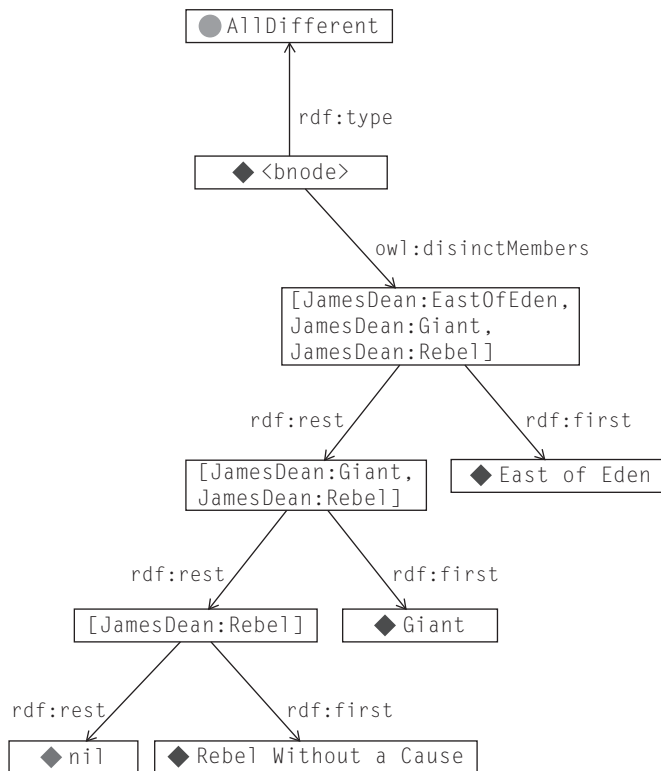 AllDifferent
rdf:type
<bnode>
owl:disinctMembers
[JamesDean:EastOfEden,
JamesDean:Giant,
JamesDean:Rebel]
rdf:rest
rdf:first
[JamesDean:Giant,
JamesDean:Rebel]
East of Eden
rdf:rest
rdf:first
[JamesDean:Rebel]
Giant
rdf:rest
rdf:first
nil
Rebel Without a Cause